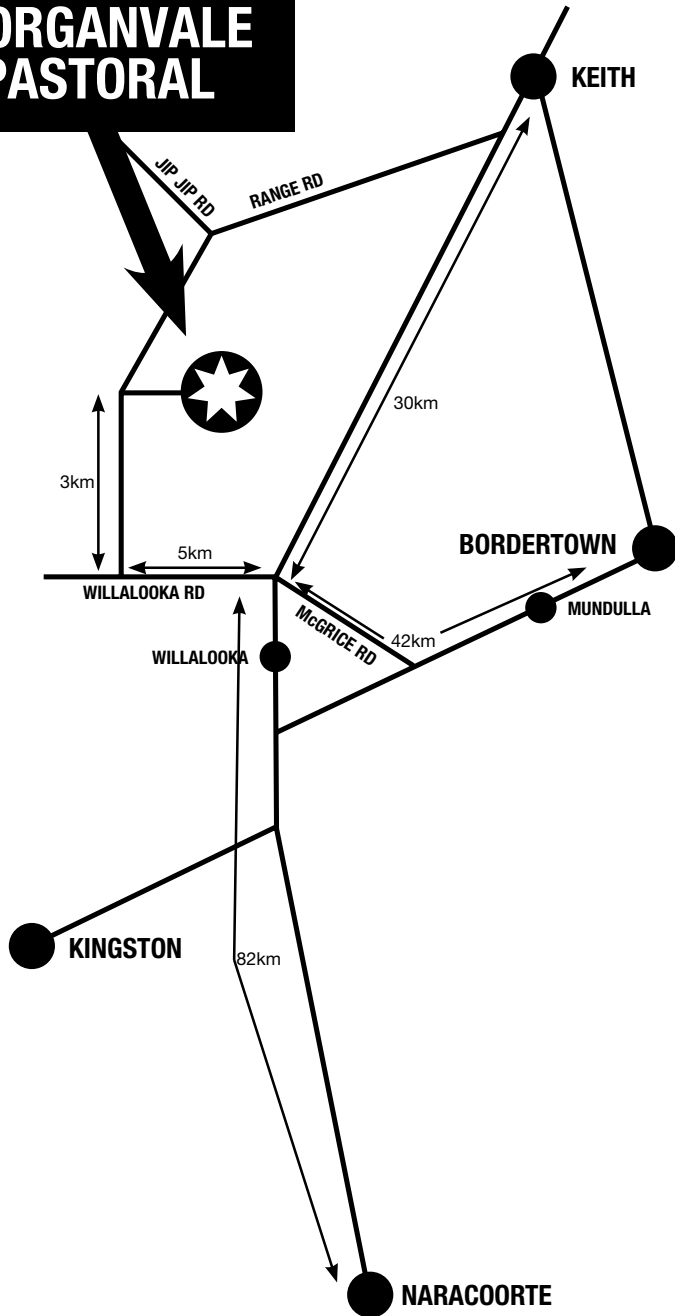 ORGANVALE
PASTORAL
KEITH
JIP JIP RD
RANGE RD
30km
3km
5km
BORDERTOWN
WILLALOOKA RD
McGRICE RD
42km
MUNDULLA
WILLALOOKA
KINGSTON
82km
NARACOORTE